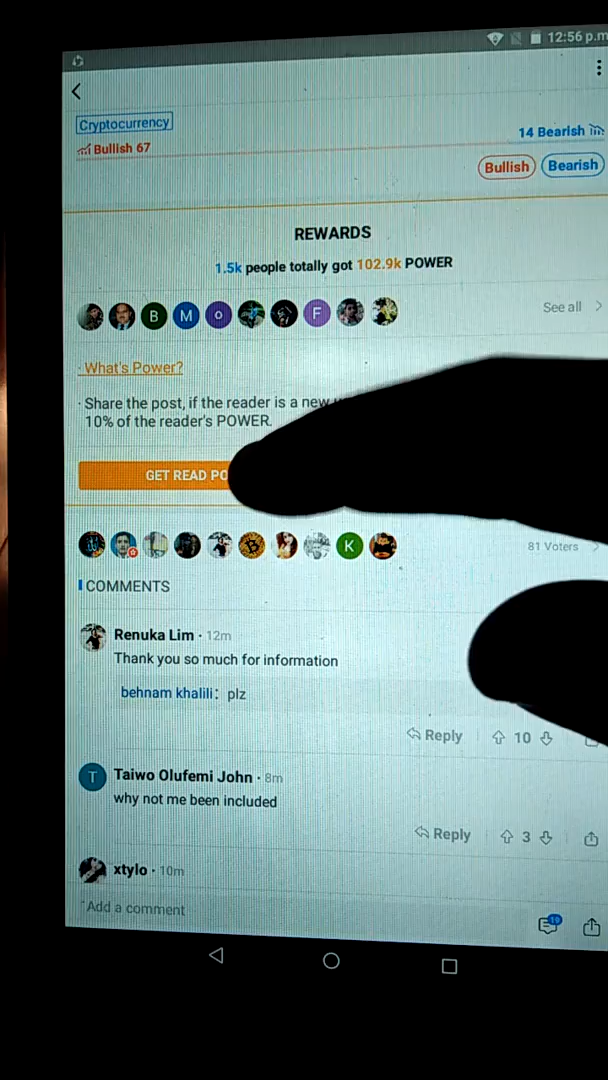 12:56 p.m
Cryptocurrency
Bullish 67
14 Bearish
Bullish Bearish
REWARDS
1.5k people totally got 102.9k POWER
B M O F See all
· What's Power?
· Share the post, if the reader is a new
10% of the reader's POWER.
GET READ PO
K 81 Voters
COMMENTS
Renuka Lim · 12m
Thank you so much for information
behnam khalili: plz
Reply 10
T Taiwo Olufemi John · 8m
why not me been included
Reply 3
xtylo · 10m
Add a comment